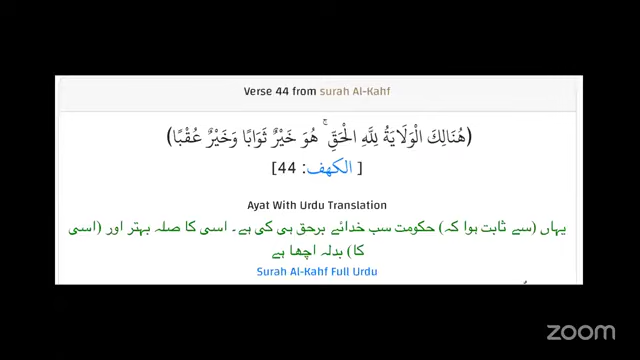 Verse 44 from surah Al-Kahf
(هُنَالِكَ الْوَلَايَةُ لِلَّهِ الْحَقِّ ۚ هُوَ خَيْرٌ ثَوَابًا وَخَيْرٌ عُقْبًا)
[ الكهف: 44]
Ayat With Urdu Translation
یہاں (سے ثابت ہوا کہ) حکومت سب خدائے برحق ہی کی ہے۔ اسی کا صلہ بہتر اور (اسی
کا) بدلہ اچھا ہے
Surah Al-Kahf Full Urdu
zoom